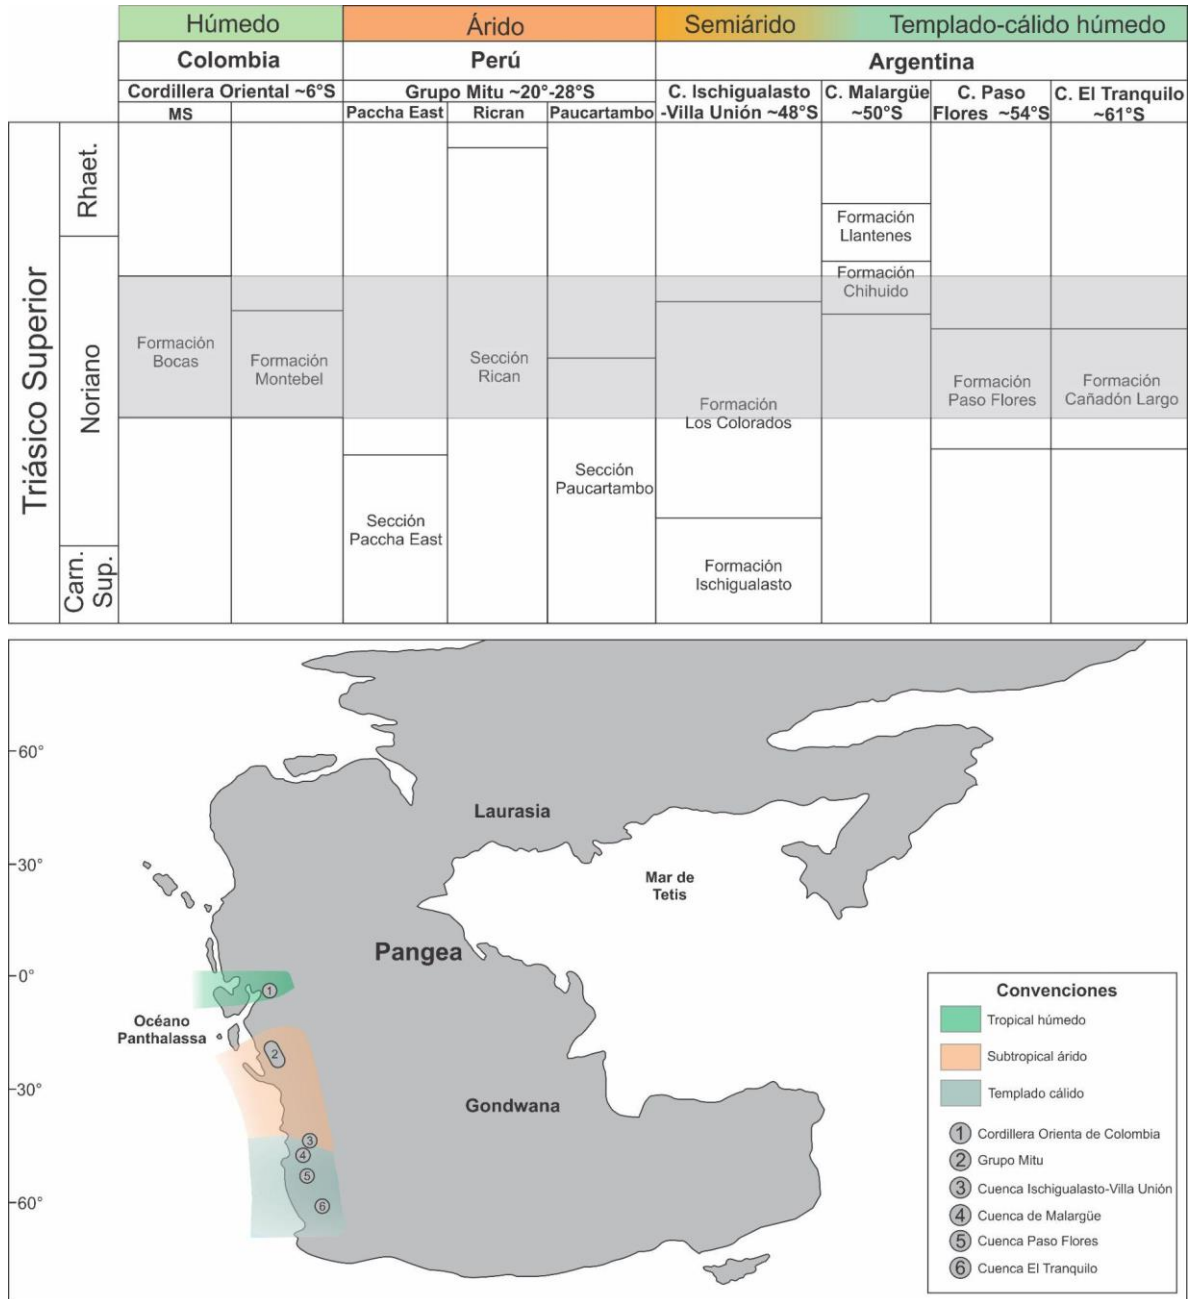 Húmedo
Árido
Semiárido
Templado-cálido húmedo
Colombia
Perú
Argentina
Cordillera Oriental ~6°S
Grupo Mitu ~20°-28°S
C. Ischigualasto
-Villa Unión ~48°S
C. Malargüe
~50°S
C. Paso
Flores ~54°S
C. El Tranquilo
~61°S
MS
Paccha East
Ricran
Paucartambo
Triásico Superior
Rhaet.
Noriano
Carn.
Sup.
Formación
Bocas
Formación
Montebel
Sección
Paccha East
Sección
Rican
Sección
Paucartambo
Formación
Los Colorados
Formación
Ischigualasto
Formación
Llantenes
Formación
Chihuido
Formación
Paso Flores
Formación
Cañadón Largo
60°
30°
0°
30°
60°
Laurasia
Mar de
Tetis
Pangea
Océano
Panthalassa
Gondwana
1
2
3
4
5
6
Convenciones
Tropical húmedo
Subtropical árido
Templado cálido
1 Cordillera Orienta de Colombia
2 Grupo Mitu
3 Cuenca Ischigualasto-Villa Unión
4 Cuenca de Malargüe
5 Cuenca Paso Flores
6 Cuenca El Tranquilo